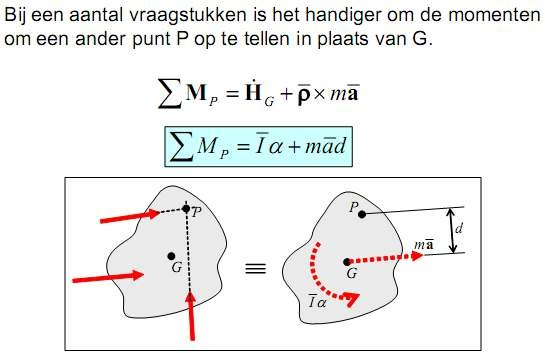 Bij een aantal vraagstukken is het handiger om de momenten
om een ander punt P op te tellen in plaats van G.
∑M_P = Ḣ_G + ρ̄ × mā
∑M_P = Īα + mād
P
G
≡
P
G
mā
d
Īα